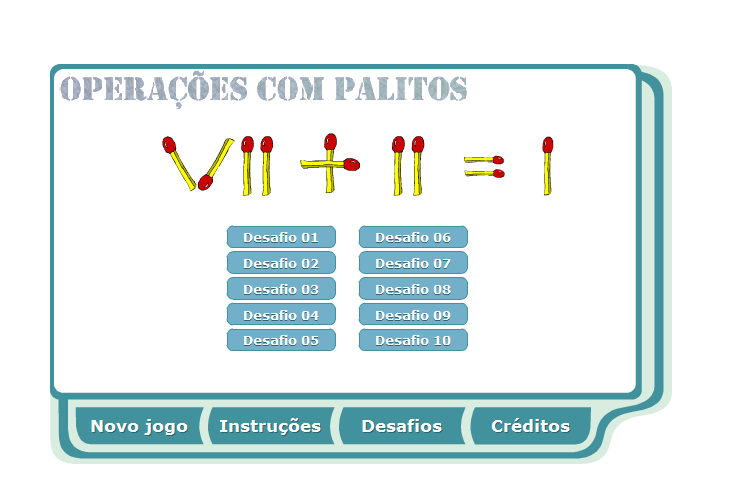 OPERAÇÕES COM PALITOS
VII + II = I
Desafio 01 Desafio 06
Desafio 02 Desafio 07
Desafio 03 Desafio 08
Desafio 04 Desafio 09
Desafio 05 Desafio 10
Novo jogo Instruções Desafios Créditos